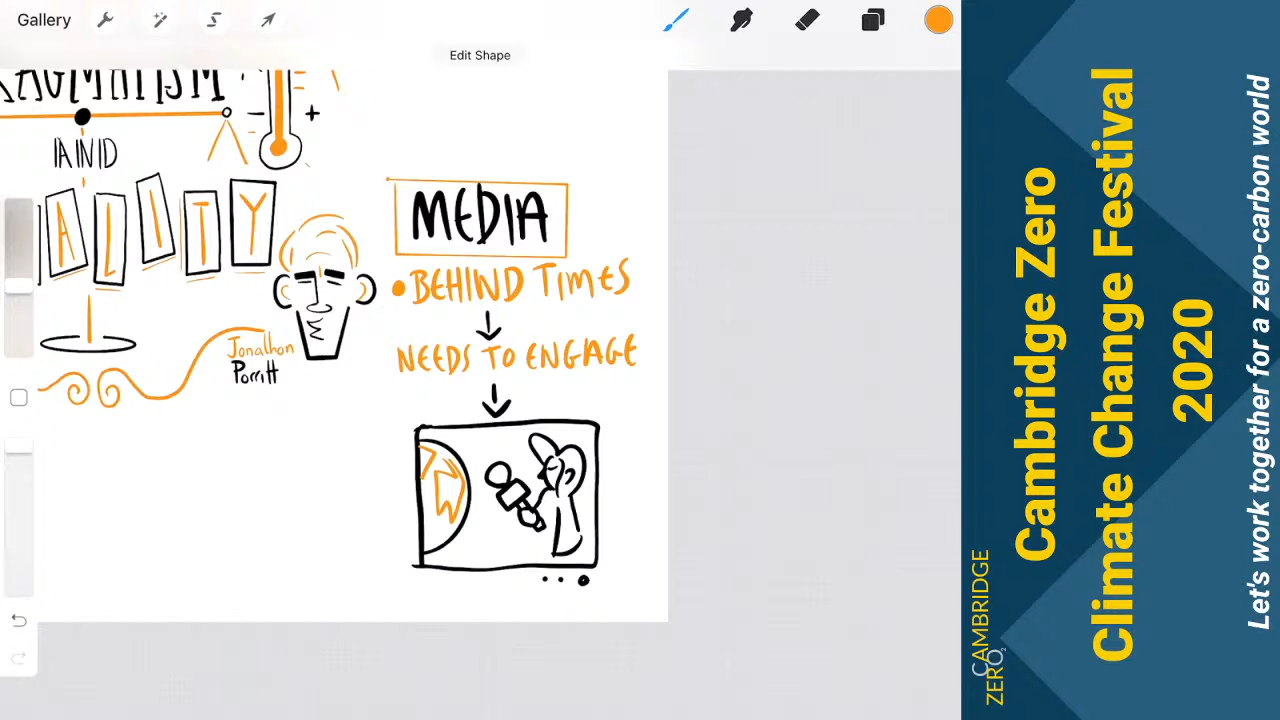 Gallery
Edit Shape
AND
ALITY
MEDIA
• BEHIND TIMES
NEEDS TO ENGAGE
Jonathon
Porritt
Cambridge Zero
Climate Change Festival
2020
Let's work together for a zero-carbon world
CAMBRIDGE
ZERO₂